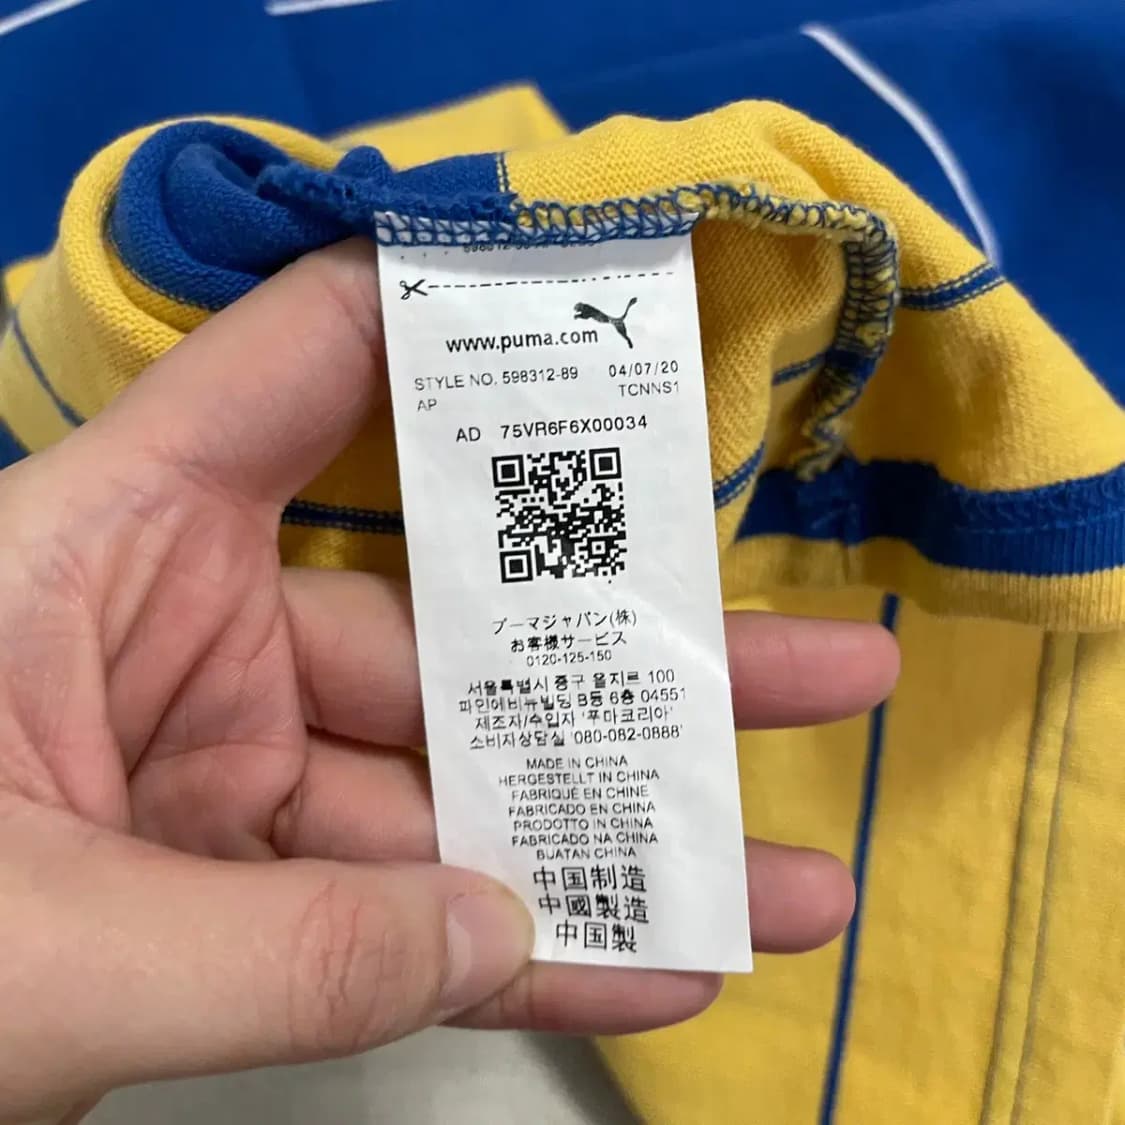 www.puma.com
STYLE NO. 598312-89 04/07/20
AP TCNNS1
AD 75VR6F6X00034
プーマジャパン(株)
お客様サービス
0120-125-150
서울특별시 중구 을지르 100
파인에비뉴빌딩 B동 6층 04551
제조자/수입자 '푸마코리아'
소비자상담실 '080-082-0888'
MADE IN CHINA
HERGESTELLT IN CHINA
FABRIQUÉ EN CHINE
FABRICADO EN CHINA
PRODOTTO IN CHINA
FABRICADO NA CHINA
BUATAN CHINA
中国制造
中國製造
中国製